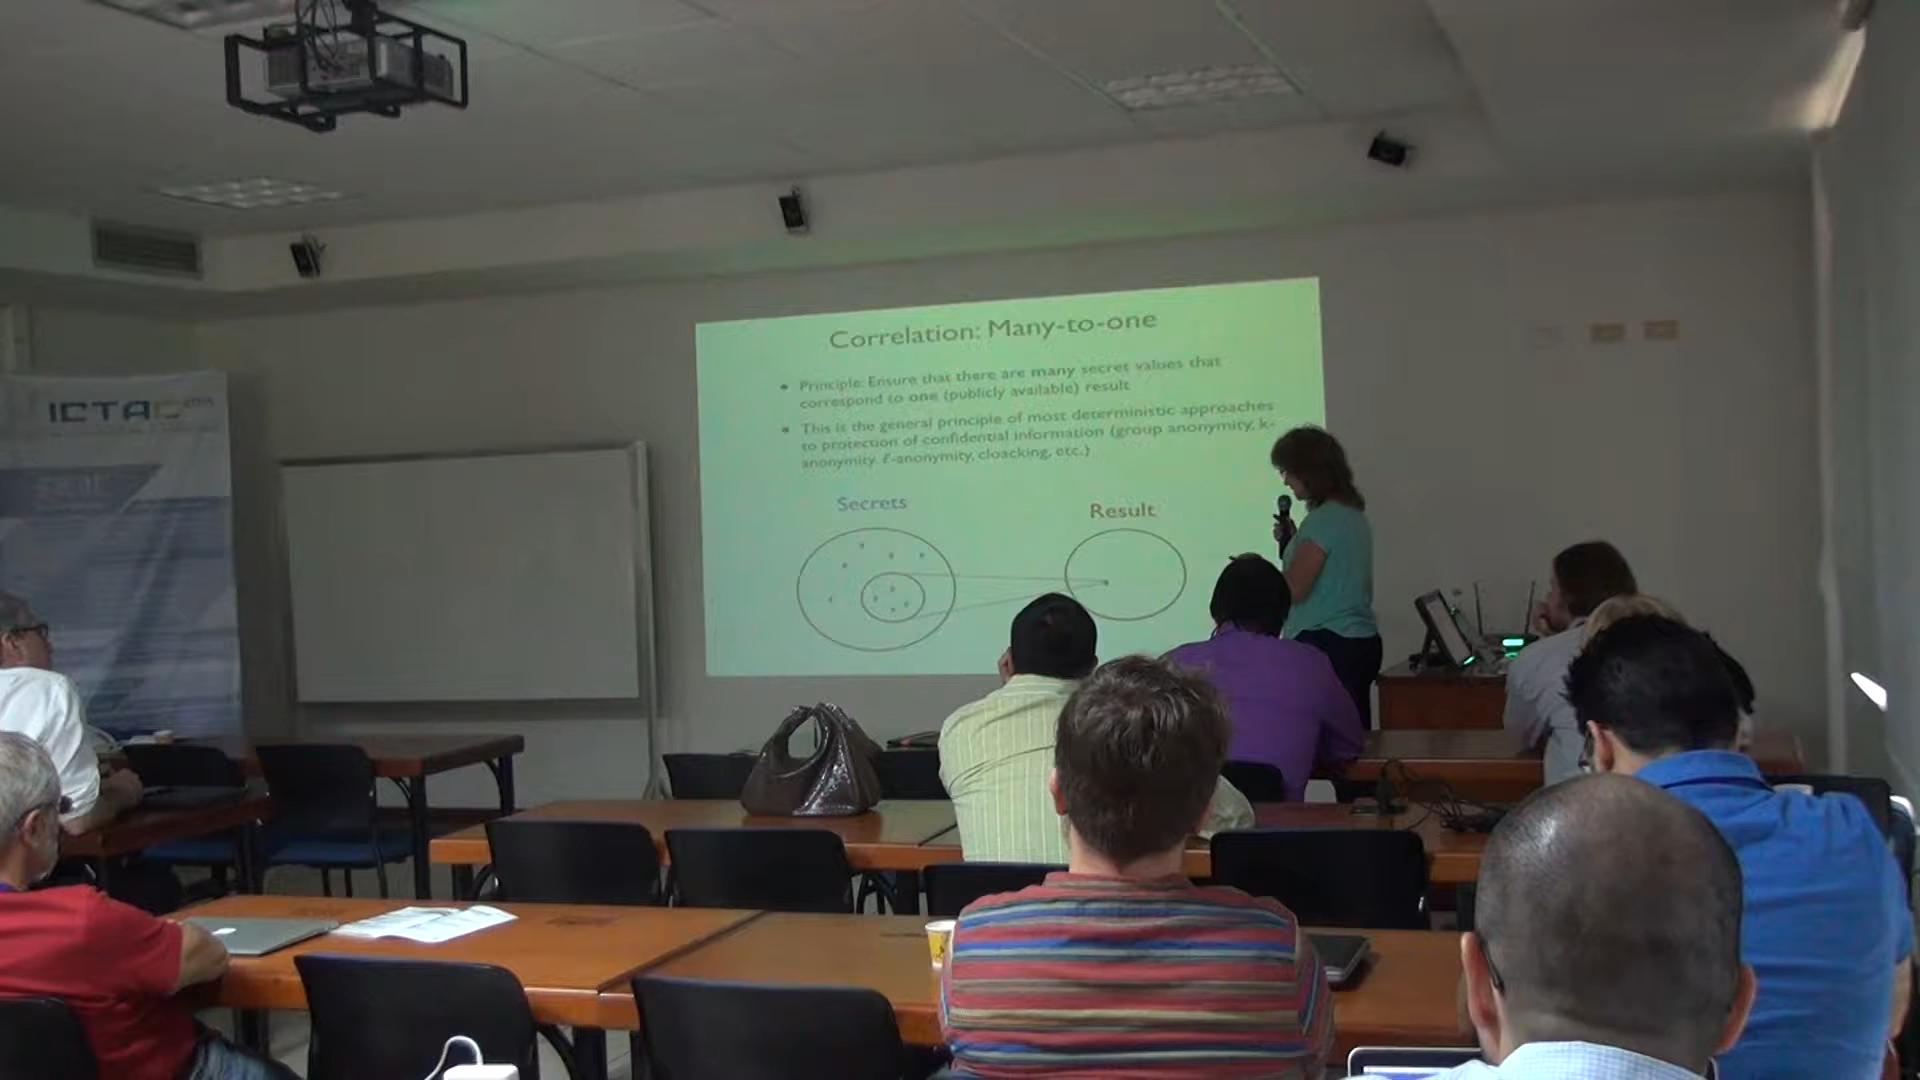 Correlation: Many-to-one
• Principle: Ensure that there are many secret values that
correspond to one (publicly available) result
• This is the general principle of most deterministic approaches
to protection of confidential information (group anonymity, k-
anonymity, ℓ-anonymity, cloacking, etc.)
Secrets
Result
ICTAC